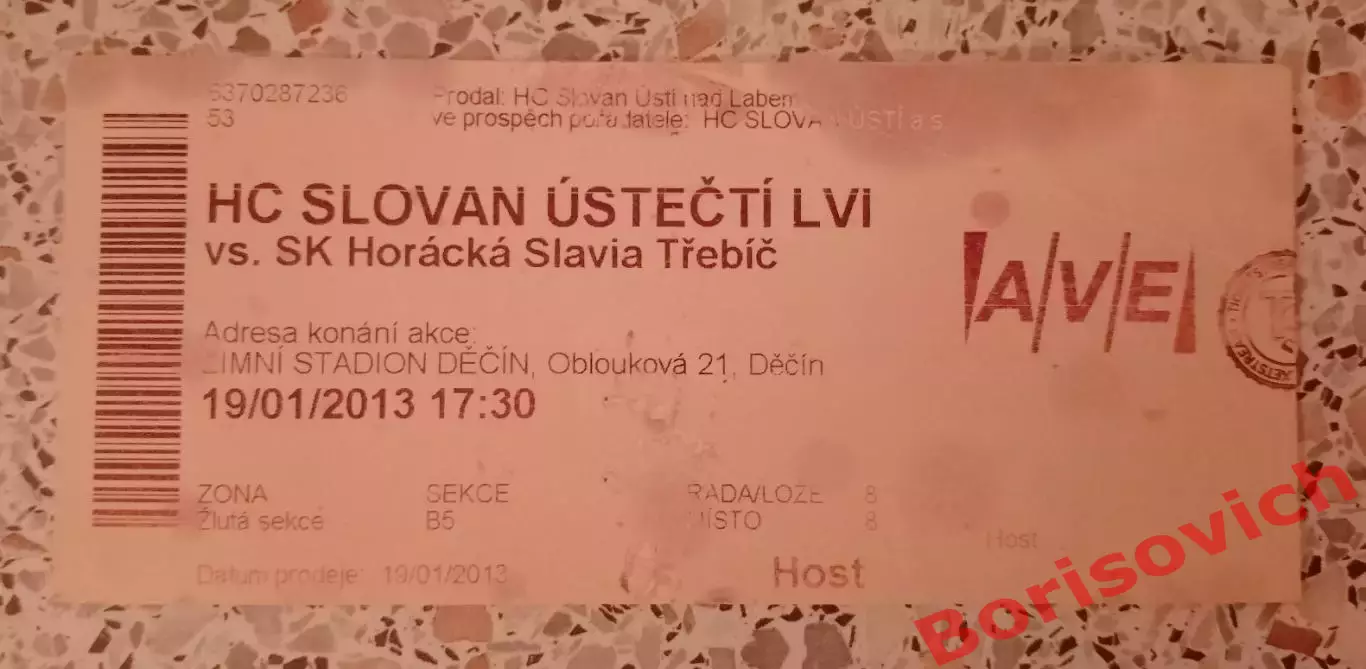 6370287236
53
Prodal: HC Slovan Ústí nad Labem
ve prospěch pořadatele: HC SLOVAN ÚSTÍ a s
HC SLOVAN ÚSTEČTÍ LVI
vs. SK Horácká Slavia Třebíč
Adresa konání akce:
ZIMNÍ STADION DĚČÍN, Oblouková 21, Děčín
19/01/2013 17:30
A/V/E
ZONA SEKCE ŘADA/LOŽE 8
Žlutá sekce B5 MÍSTO 8
Host
Datum prodeje: 19/01/2013 Host
Borisovich